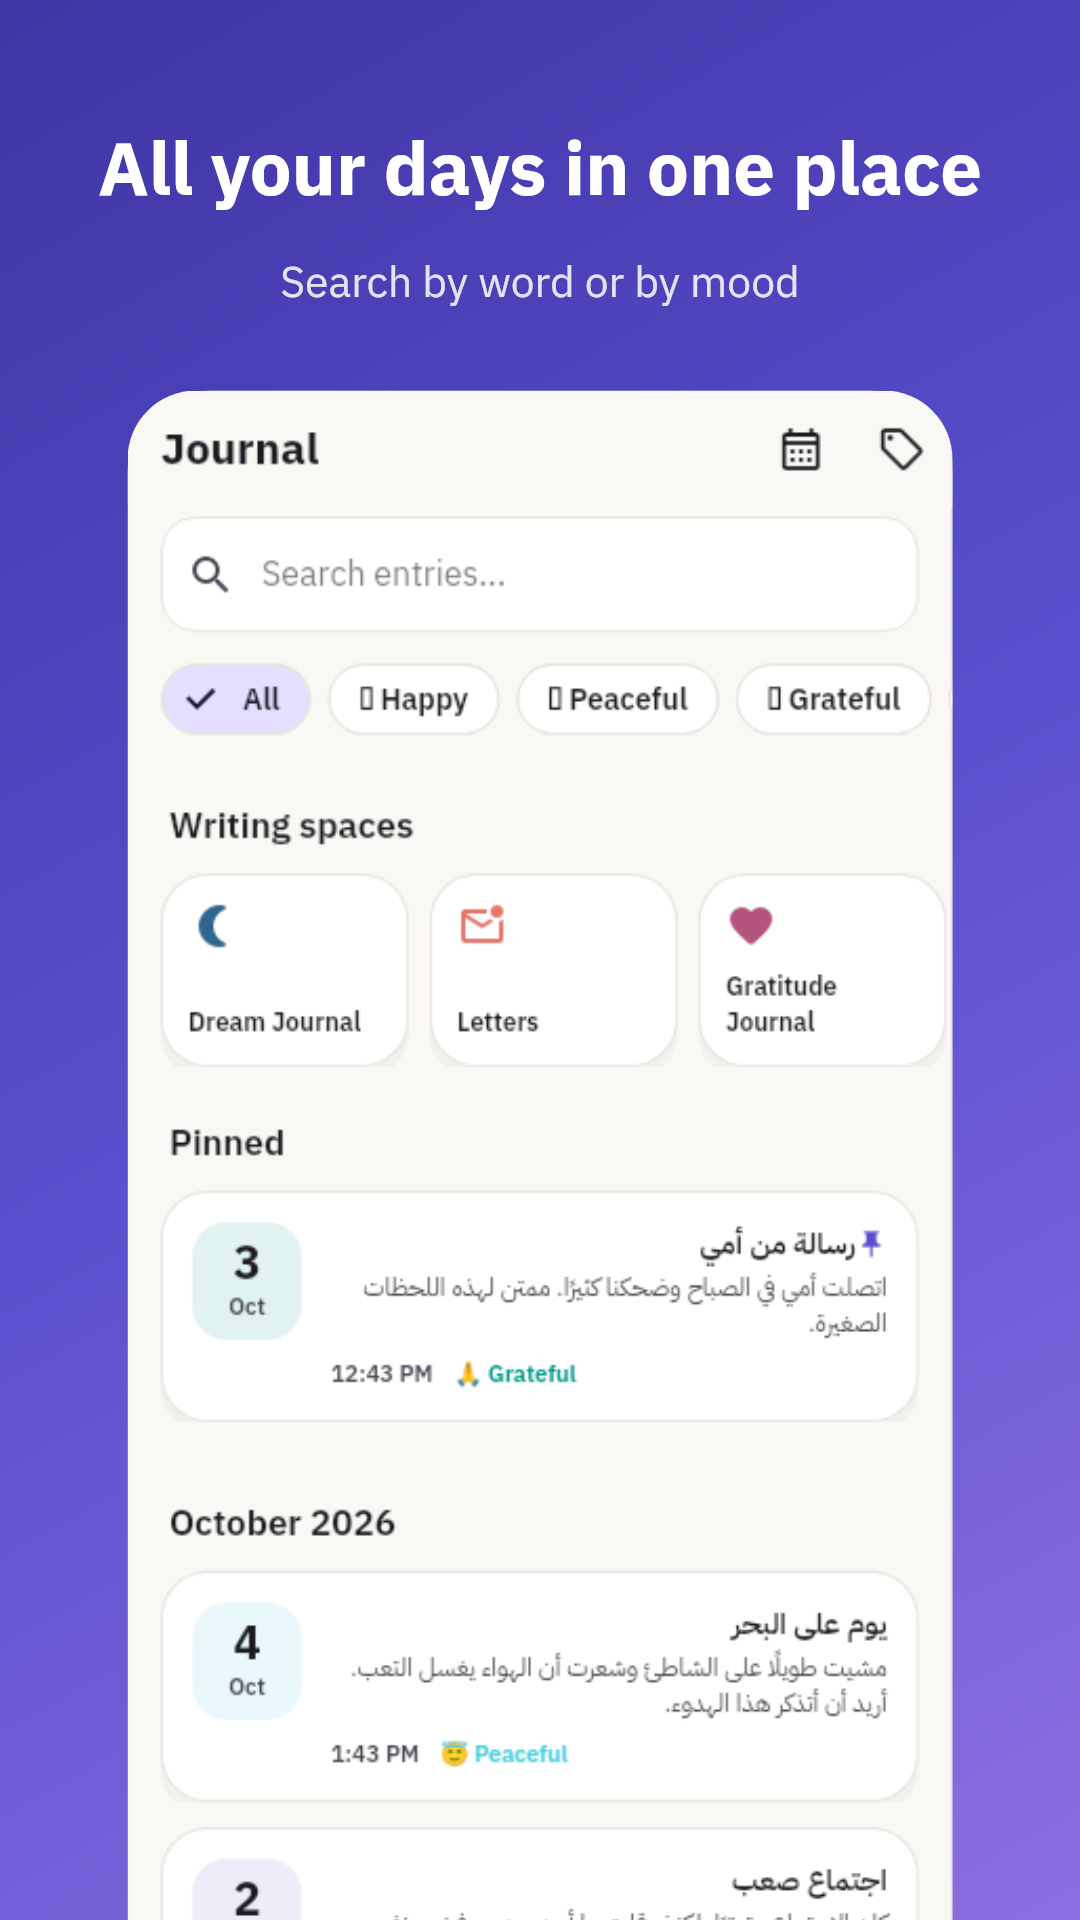 All your days in one place
Search by word or by mood
Journal
Search entries...
All
Happy
Peaceful
Grateful
Writing spaces
Dream Journal
Letters
Gratitude
Journal
Pinned
3
Oct
رسالة من أمي
اتصلت أمي في الصباح وضحكنا كثيرًا. ممتن لهذه اللحظات
الصغيرة.
12:43 PM 🙏 Grateful
October 2026
4
Oct
يوم على البحر
مشيت طويلًا على الشاطئ وشعرت أن الهواء يغسل التعب.
أريد أن أتذكر هذا الهدوء.
1:43 PM 😇 Peaceful
2
اجتماع صعب